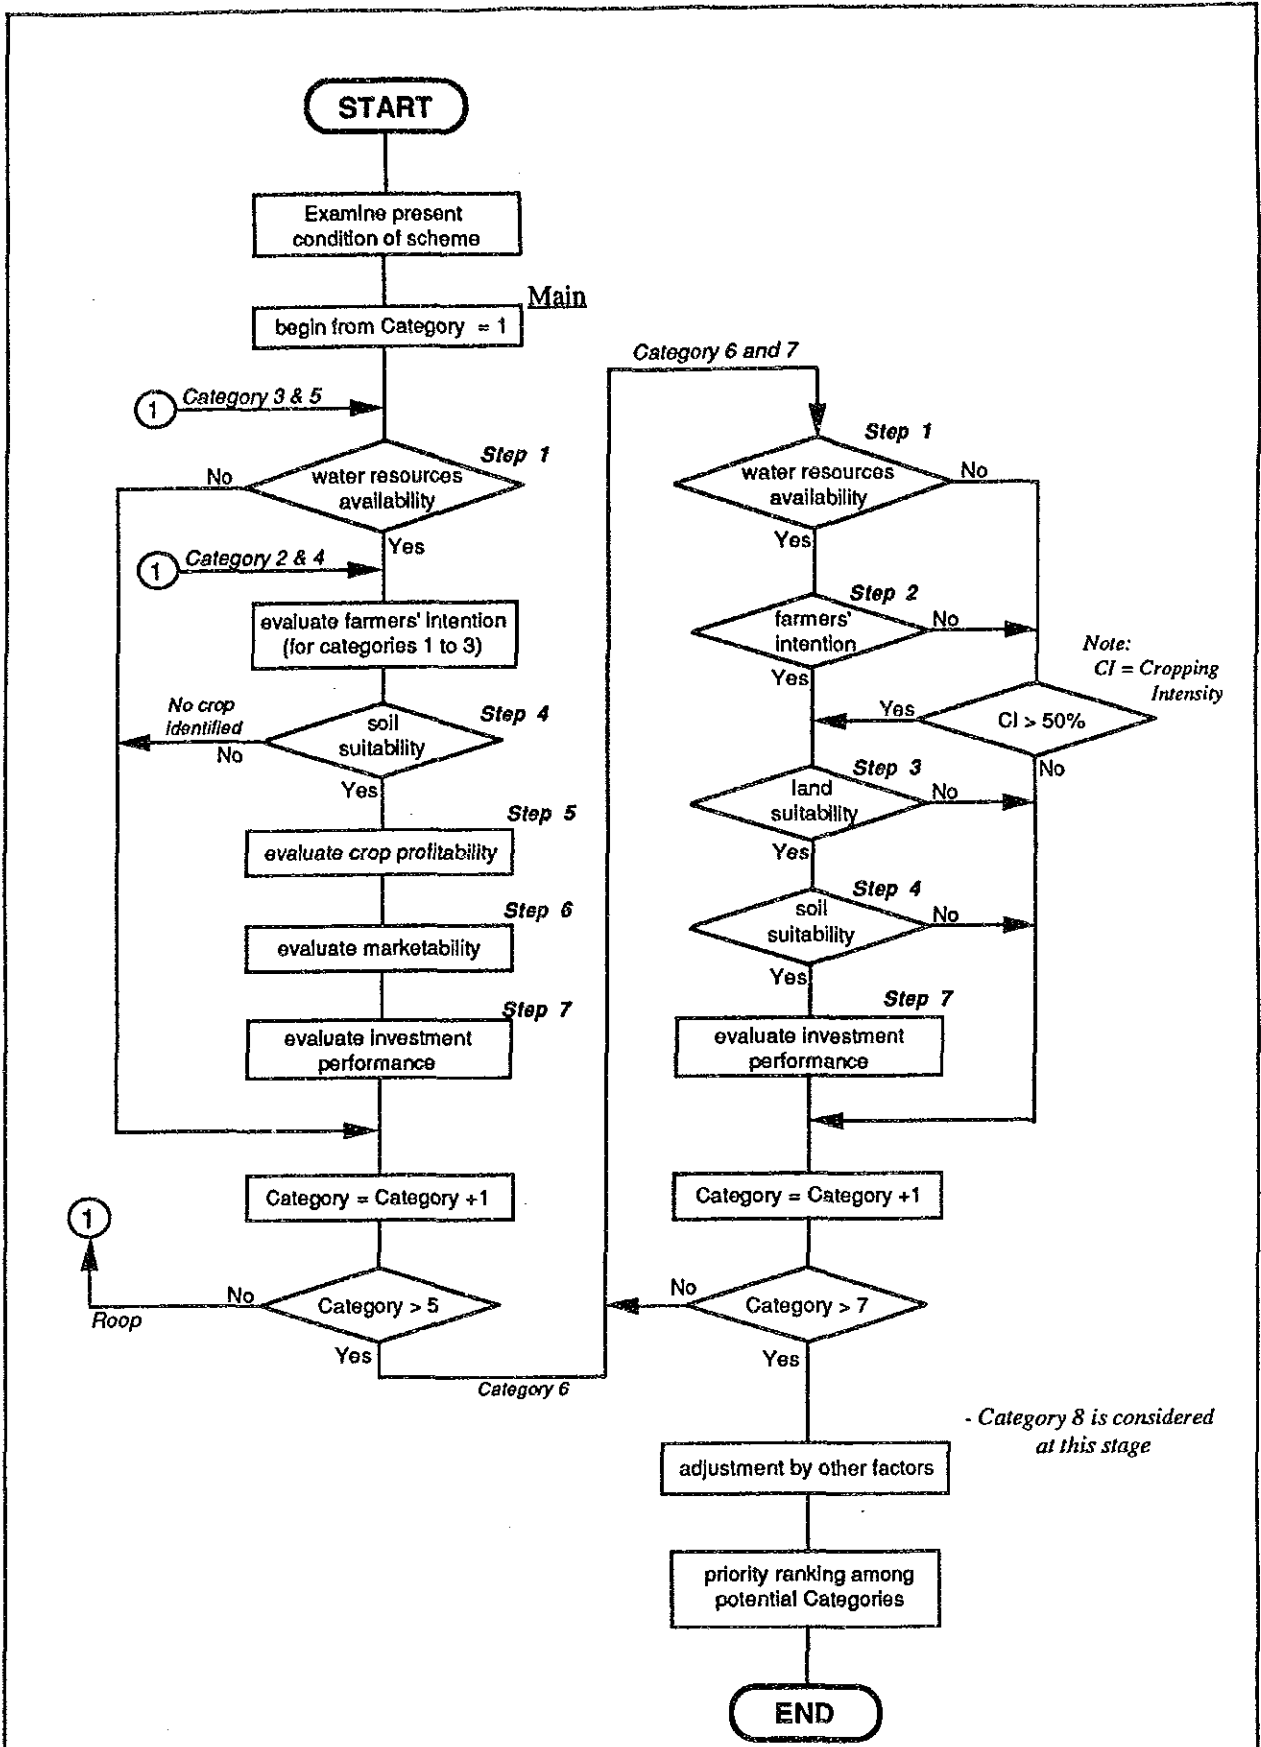 START
Examine present
condition of scheme
Main
begin from Category = 1
1
Category 3 & 5
Step 1
No
water resources
availability
Yes
1
Category 2 & 4
evaluate farmers' intention
(for categories 1 to 3)
No crop
identified
No
Step 4
soil
suitability
Yes
Step 5
evaluate crop profitability
Step 6
evaluate marketability
Step 7
evaluate investment
performance
Category = Category +1
1
No
Roop
Category > 5
Yes
Category 6
Category 6 and 7
Step 1
water resources
availability
No
Yes
Step 2
farmers'
intention
No
Yes
Note:
CI = Cropping
Intensity
Yes
CI > 50%
No
Step 3
land
suitability
No
Yes
Step 4
soil
suitability
No
Yes
Step 7
evaluate investment
performance
Category = Category +1
No
Category > 7
Yes
- Category 8 is considered
at this stage
adjustment by other factors
priority ranking among
potential Categories
END